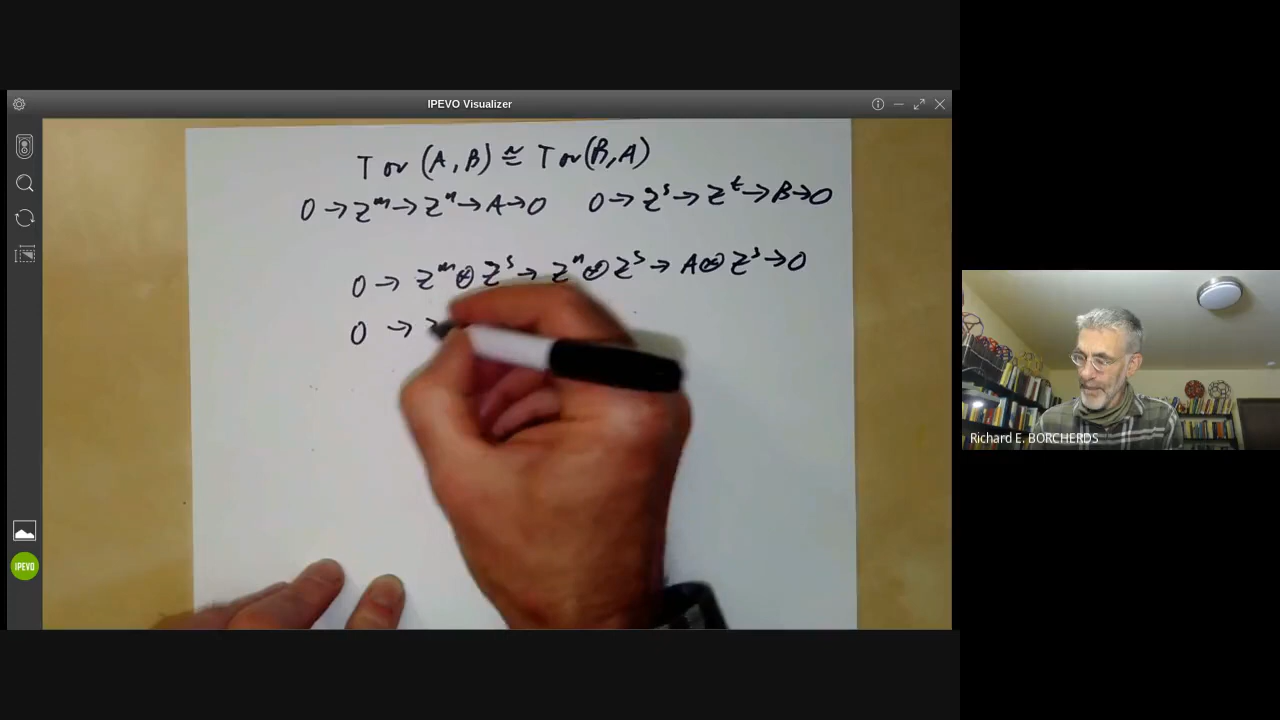 IPEVO Visualizer
Tor (A, B) ≅ Tor(B, A)
0 → Z^m → Z^n → A → 0    0 → Z^s → Z^t → B → 0
0 → Z^m ⊗ Z^s → Z^n ⊗ Z^s → A ⊗ Z^s → 0
0 →
Richard E. BORCHERDS
IPEVO